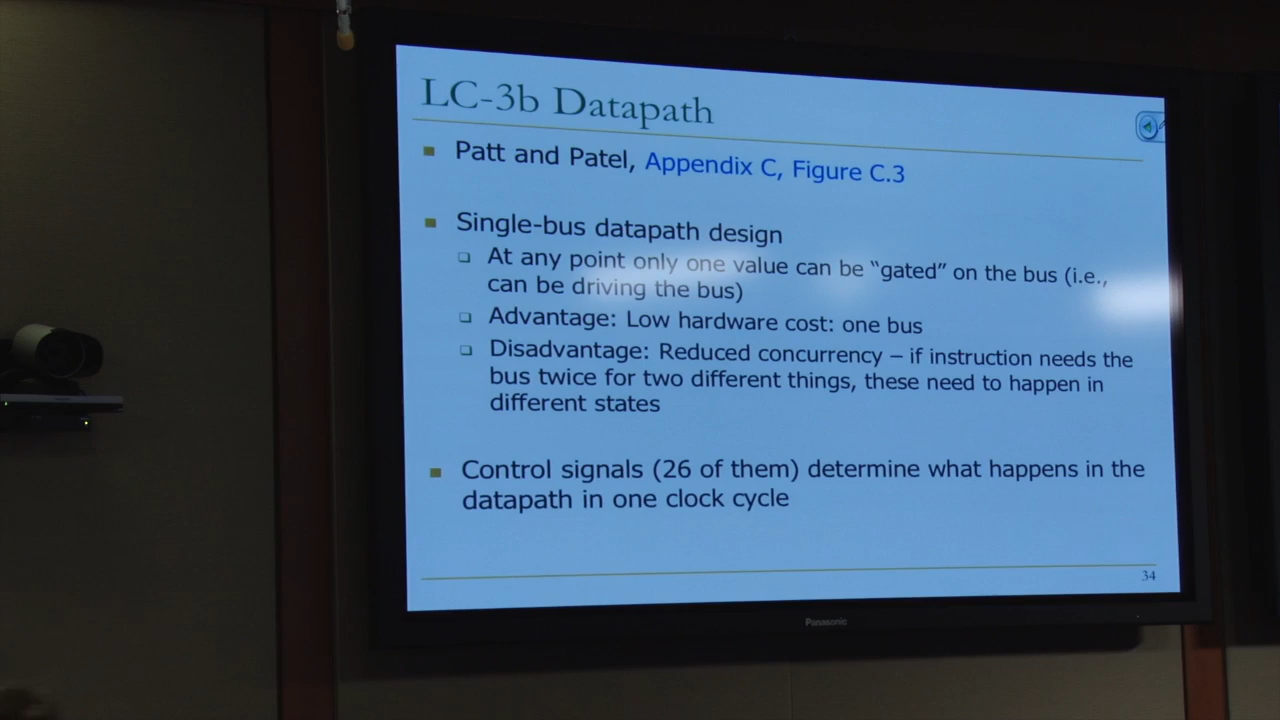 LC-3b Datapath
Patt and Patel, Appendix C, Figure C.3
Single-bus datapath design
At any point only one value can be “gated” on the bus (i.e.,
can be driving the bus)
Advantage: Low hardware cost: one bus
Disadvantage: Reduced concurrency – if instruction needs the
bus twice for two different things, these need to happen in
different states
Control signals (26 of them) determine what happens in the
datapath in one clock cycle
34
Panasonic